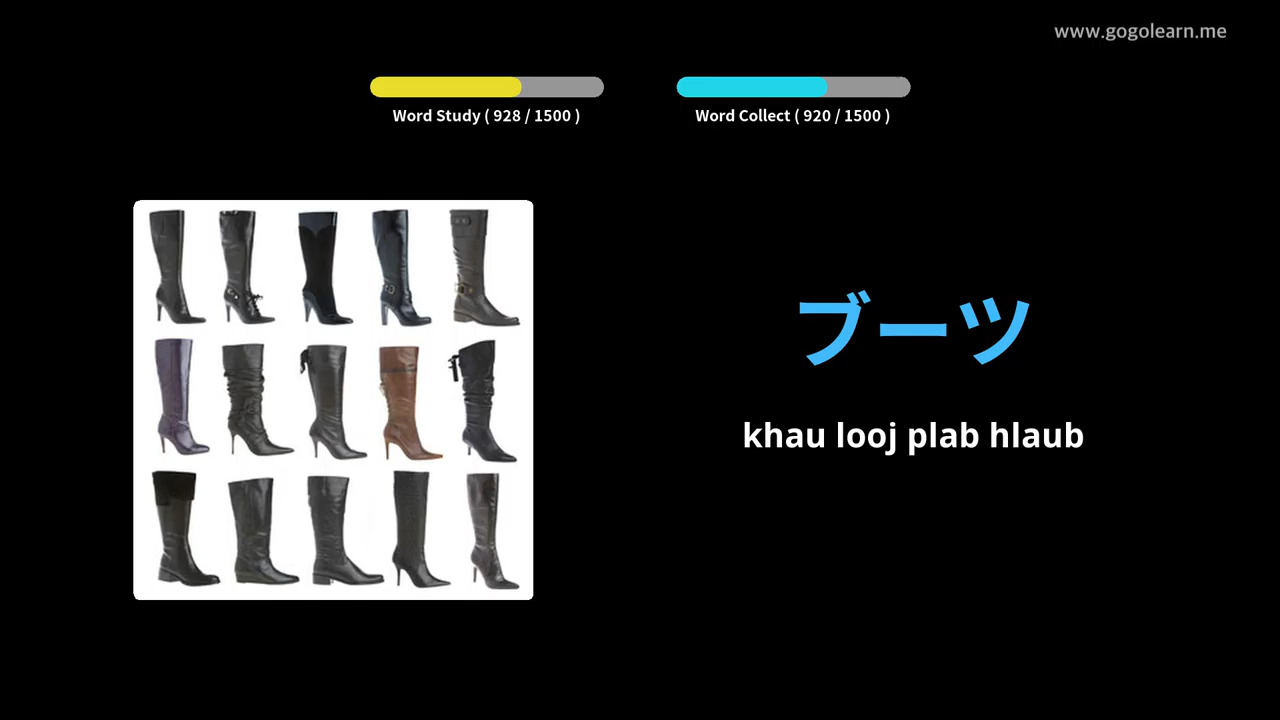 www.gogolearn.me
Word Study ( 928 / 1500 )
Word Collect ( 920 / 1500 )
ブーツ
khau looj plab hlaub